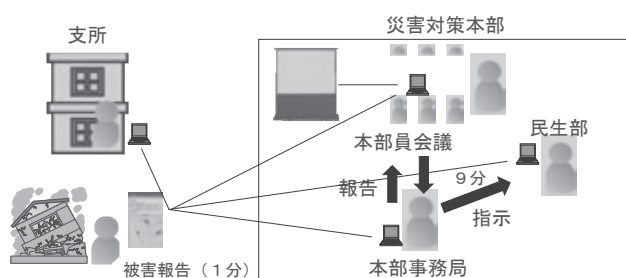 支所
災害対策本部
本部員会議
民生部
報告
9分
指示
被害報告（1分）
本部事務局